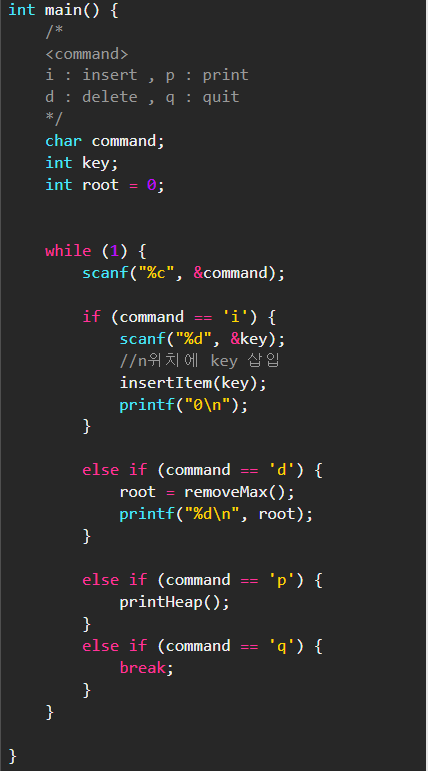 int main() {
/*
<command>
i : insert , p : print
d : delete , q : quit
*/
char command;
int key;
int root = 0;
while (1) {
scanf("%c", &command);
if (command == 'i') {
scanf("%d", &key);
//n위치에 key 삽입
insertItem(key);
printf("0\n");
}
else if (command == 'd') {
root = removeMax();
printf("%d\n", root);
}
else if (command == 'p') {
printHeap();
}
else if (command == 'q') {
break;
}
}
}